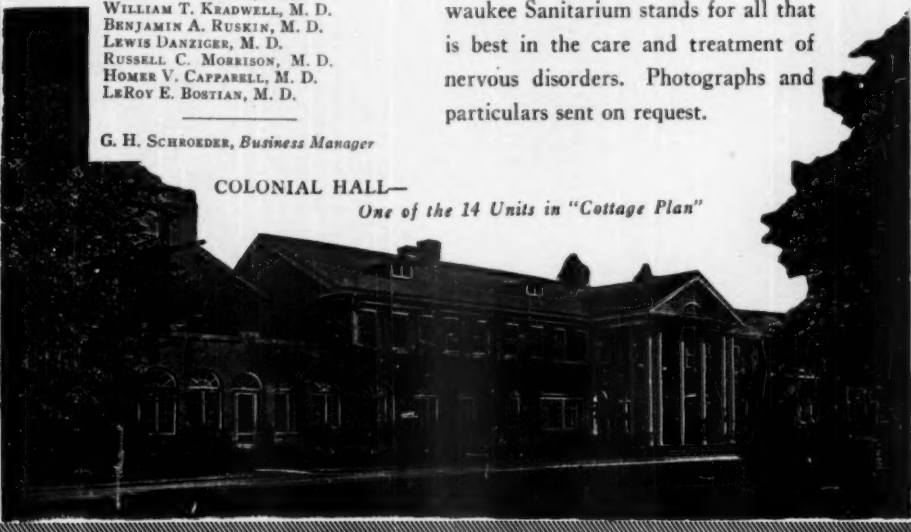 WILLIAM T. KRADWELL, M. D.
BENJAMIN A. RUSKIN, M. D.
LEWIS DANZIGER, M. D.
RUSSELL C. MORRISON, M. D.
HOMER V. CAPPARELL, M. D.
LEROY E. BOSTIAN, M. D.
G. H. SCHROEDER, Business Manager
waukee Sanitarium stands for all that
is best in the care and treatment of
nervous disorders. Photographs and
particulars sent on request.
COLONIAL HALL—
One of the 14 Units in "Cottage Plan"